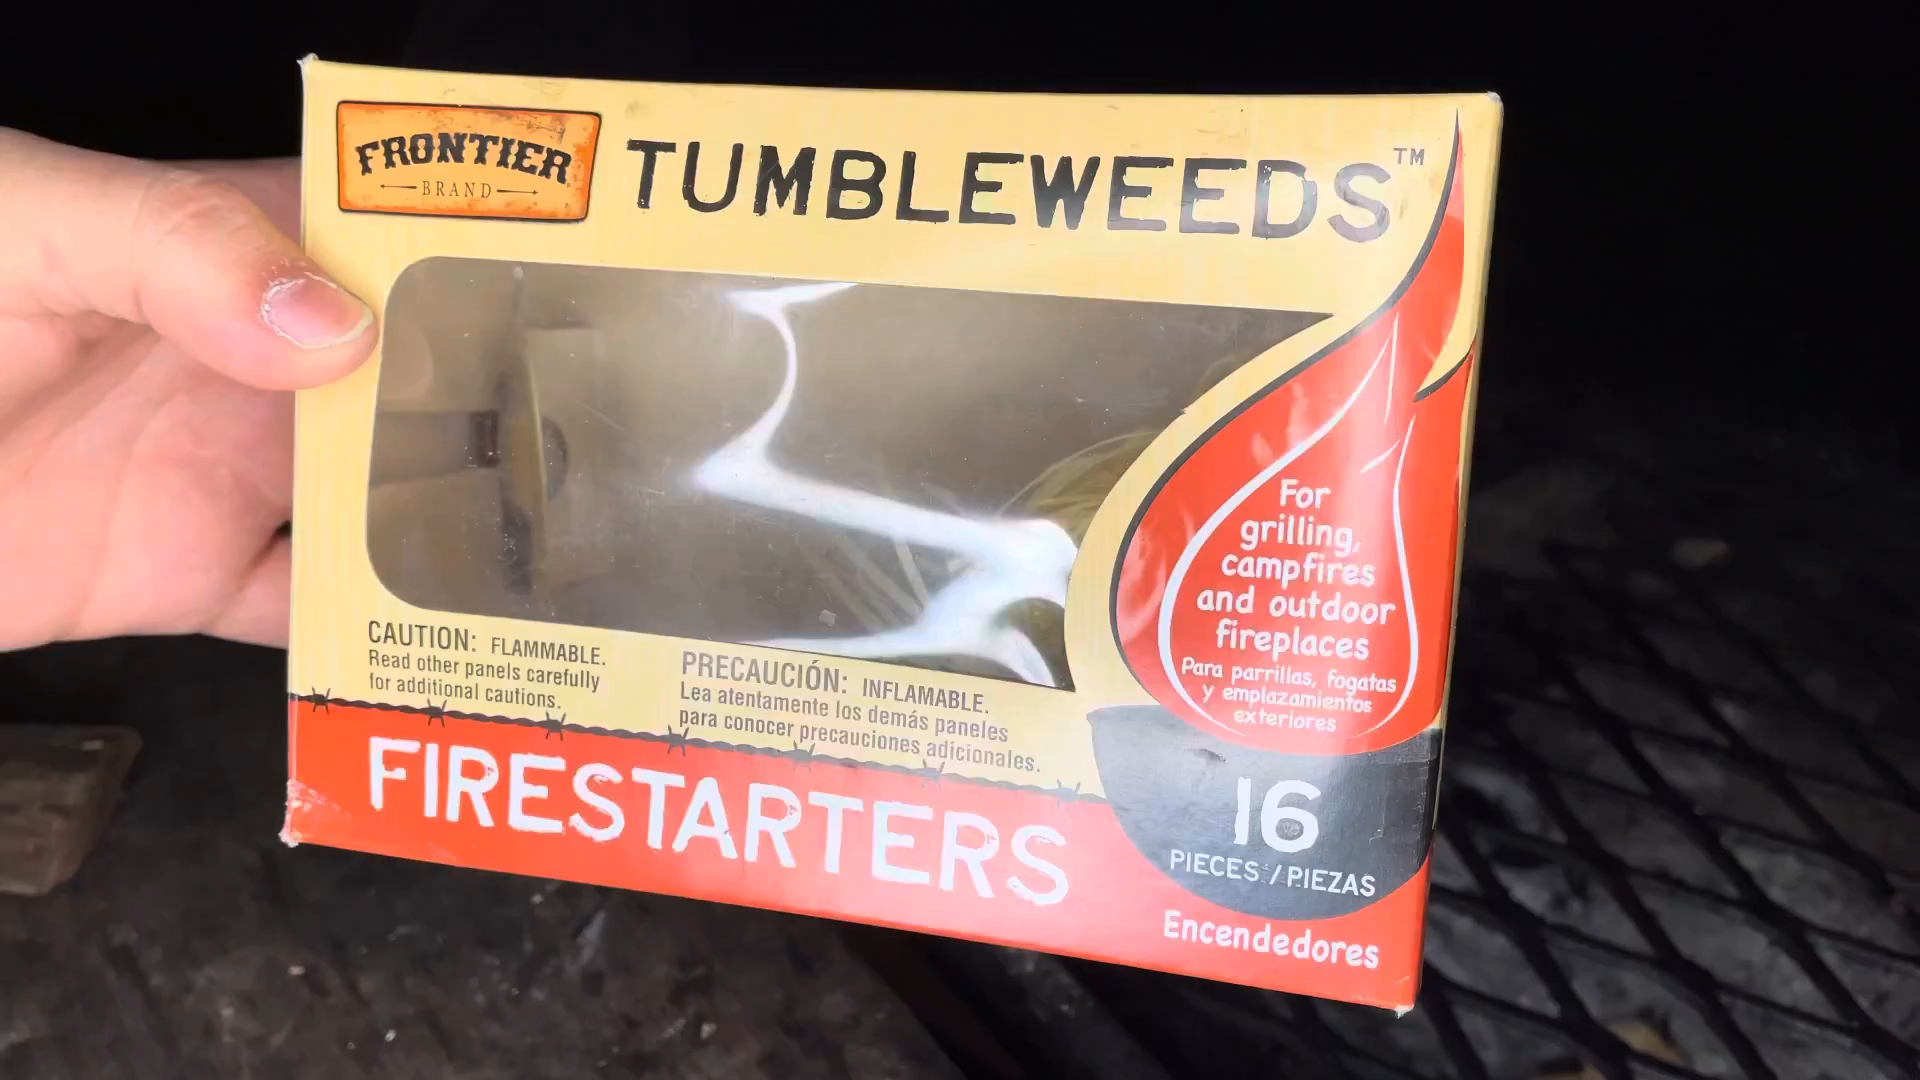 FRONTIER
BRAND
TUMBLEWEEDS™
For
grilling,
campfires
and outdoor
fireplaces
Para parrillas, fogatas
y emplazamientos
exteriores
CAUTION: FLAMMABLE.
Read other panels carefully
for additional cautions.
PRECAUCIÓN: INFLAMABLE.
Lea atentamente los demás paneles
para conocer precauciones adicionales.
FIRESTARTERS
16
PIECES/PIEZAS
Encendedores